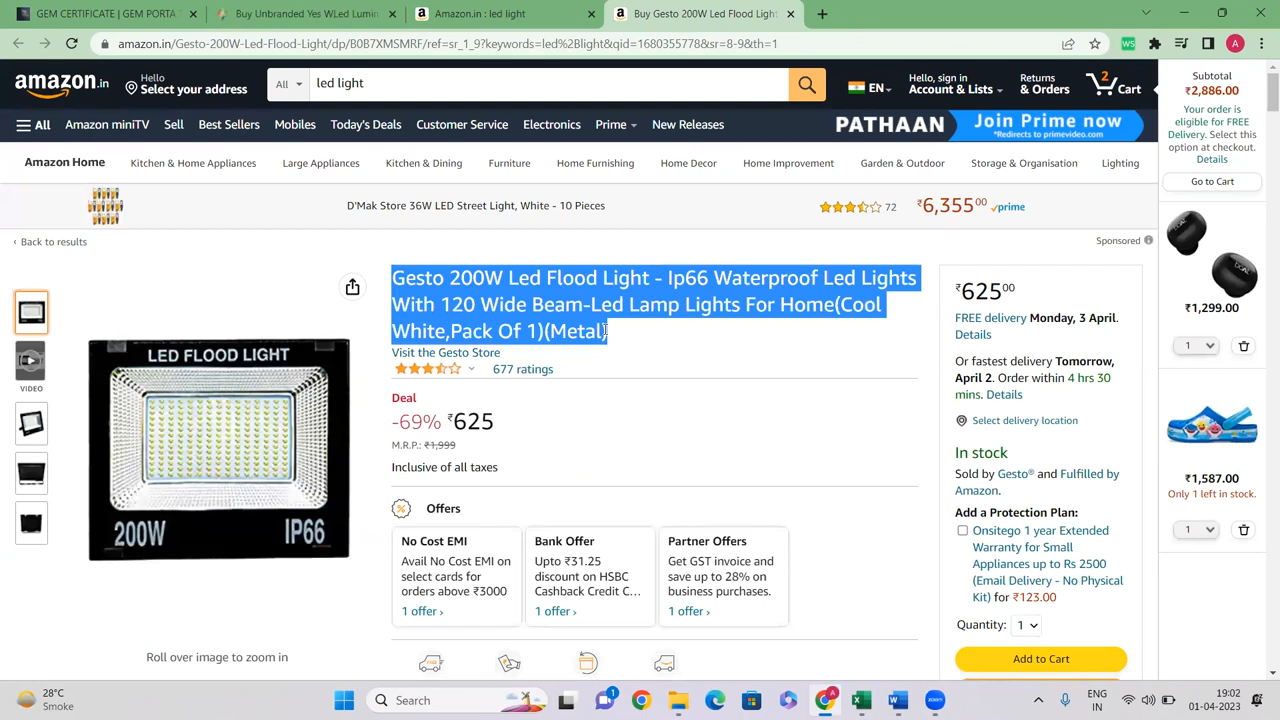 GEM CERTIFICATE | GEM PORTA
Buy Unbranded Yes WLed Lumin
Amazon.in : led light
Buy Gesto 200W Led Flood Light
amazon.in/Gesto-200W-Led-Flood-Light/dp/B0B7XMSMRF/ref=sr_1_9?keywords=led%2Blight&qid=1680355778&sr=8-9&th=1
amazon.in
Hello
Select your address
All
led light
EN
Hello, sign in
Account & Lists
Returns
& Orders
2
Cart
All
Amazon miniTV
Sell
Best Sellers
Mobiles
Today's Deals
Customer Service
Electronics
Prime
New Releases
PATHAAN
Join Prime now
*Redirects to primevideo.com
Amazon Home
Kitchen & Home Appliances
Large Appliances
Kitchen & Dining
Furniture
Home Furnishing
Home Decor
Home Improvement
Garden & Outdoor
Storage & Organisation
Lighting
D'Mak Store 36W LED Street Light, White - 10 Pieces
72
₹6,355.00
prime
‹ Back to results
Sponsored
Gesto 200W Led Flood Light - Ip66 Waterproof Led Lights
With 120 Wide Beam-Led Lamp Lights For Home(Cool
White,Pack Of 1)(Metal)
Visit the Gesto Store
677 ratings
Deal
-69% ₹625
M.R.P.: ₹1,999
Inclusive of all taxes
Offers
No Cost EMI
Avail No Cost EMI on
select cards for
orders above ₹3000
1 offer ›
Bank Offer
Upto ₹31.25
discount on HSBC
Cashback Credit C…
1 offer ›
Partner Offers
Get GST invoice and
save up to 28% on
business purchases.
1 offer ›
VIDEO
LED FLOOD LIGHT
200W
IP66
Roll over image to zoom in
₹625.00
FREE delivery Monday, 3 April.
Details
Or fastest delivery Tomorrow,
April 2. Order within 4 hrs 30
mins. Details
Select delivery location
In stock
Sold by Gesto® and Fulfilled by
Amazon.
Add a Protection Plan:
Onsitego 1 year Extended
Warranty for Small
Appliances up to Rs 2500
(Email Delivery - No Physical
Kit) for ₹123.00
Quantity: 1
Add to Cart
Subtotal
₹2,886.00
Your order is
eligible for FREE
Delivery. Select this
option at checkout.
Details
Go to Cart
₹1,299.00
1
₹1,587.00
Only 1 left in stock.
1
28°C
Smoke
Search
1
ENG
IN
19:02
01-04-2023